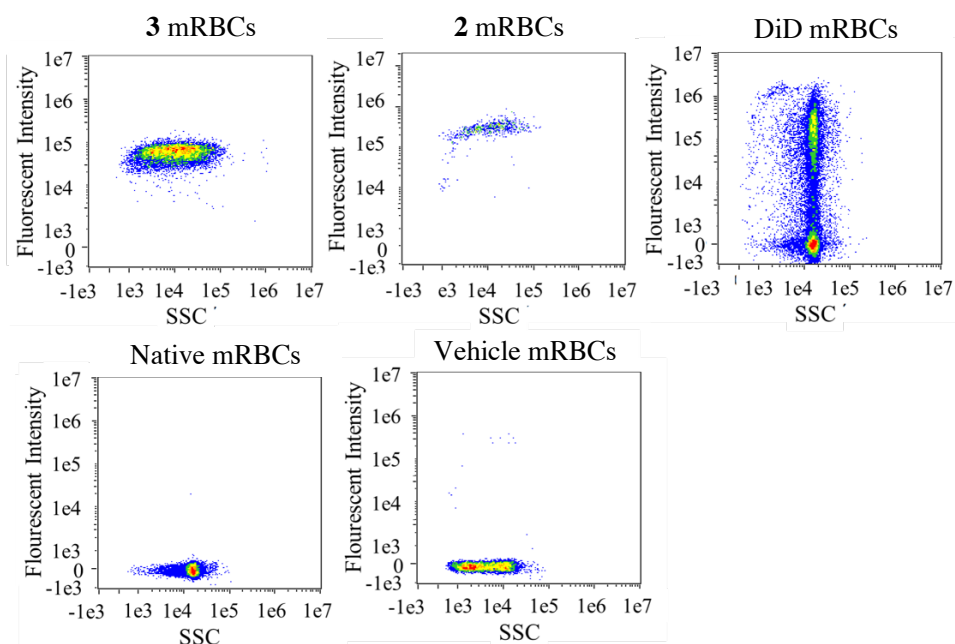 3 mRBCs
Fluorescent Intensity
1e7
1e6
1e5
1e4
1e3
0
-1e3
-1e3 1e3 1e4 1e5 1e6 1e7
SSC
2 mRBCs
Fluorescent Intensity
1e7
1e6
1e5
1e4
1e3
0
-1e3
-1e3 e3 1e4 1e5 1e6 1e7
SSC
DiD mRBCs
Flourescent Intensity
1e7
1e6
1e5
1e4
1e3
0
-1e3
-1e3 1e3 1e4 1e5 1e6 1e7
SSC
Native mRBCs
Flourescent Intensity
1e7
1e6
1e5
1e4
1e3
0
-1e3
-1e3 1e3 1e4 1e5 1e6 1e7
SSC
Vehicle mRBCs
Flourescent Intensity
1e7
1e6
1e5
1e4
1e3
0
-1e3
-1e3 1e3 1e4 1e5 1e6 1e7
SSC